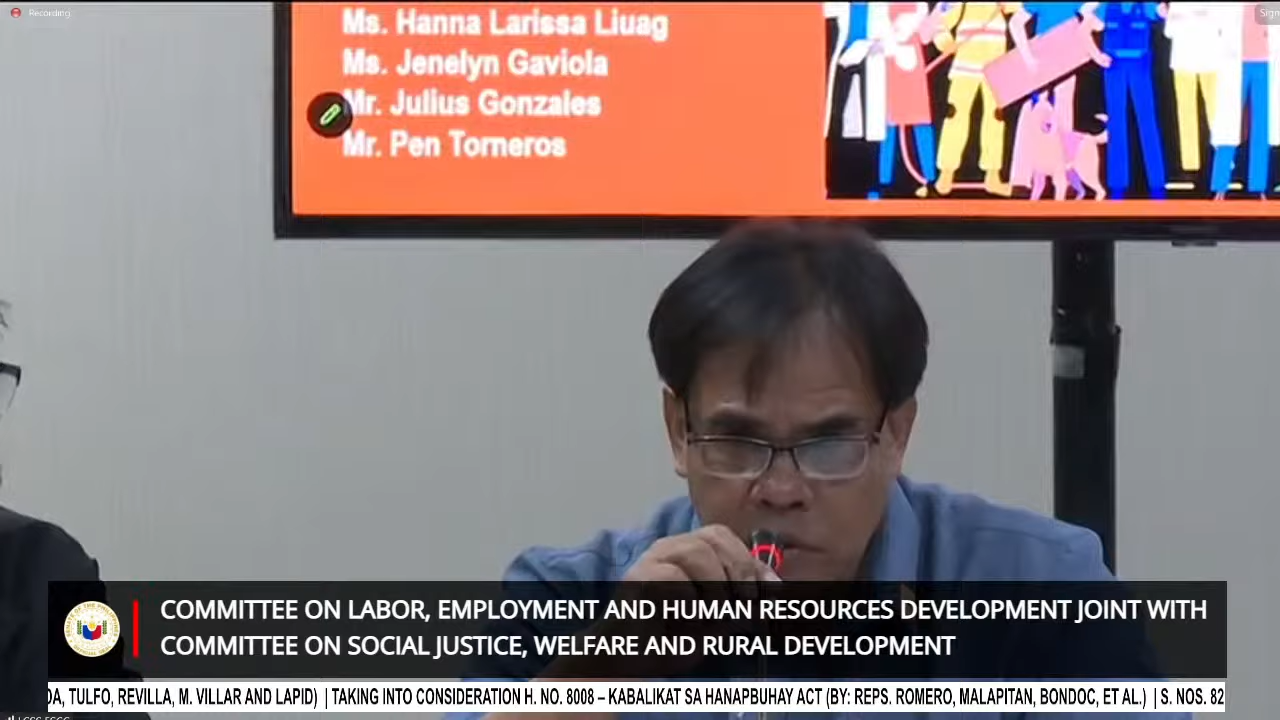 Recording
Sign
Ms. Hanna Larissa Liuag
Ms. Jenelyn Gaviola
Mr. Julius Gonzales
Mr. Pen Torneros
COMMITTEE ON LABOR, EMPLOYMENT AND HUMAN RESOURCES DEVELOPMENT JOINT WITH
COMMITTEE ON SOCIAL JUSTICE, WELFARE AND RURAL DEVELOPMENT
DA, TULFO, REVILLA, M. VILLAR AND LAPID) | TAKING INTO CONSIDERATION H. NO. 8008 – KABALIKAT SA HANAPBUHAY ACT (BY: REPS. ROMERO, MALAPITAN, BONDOC, ET AL.) | S. NOS. 82